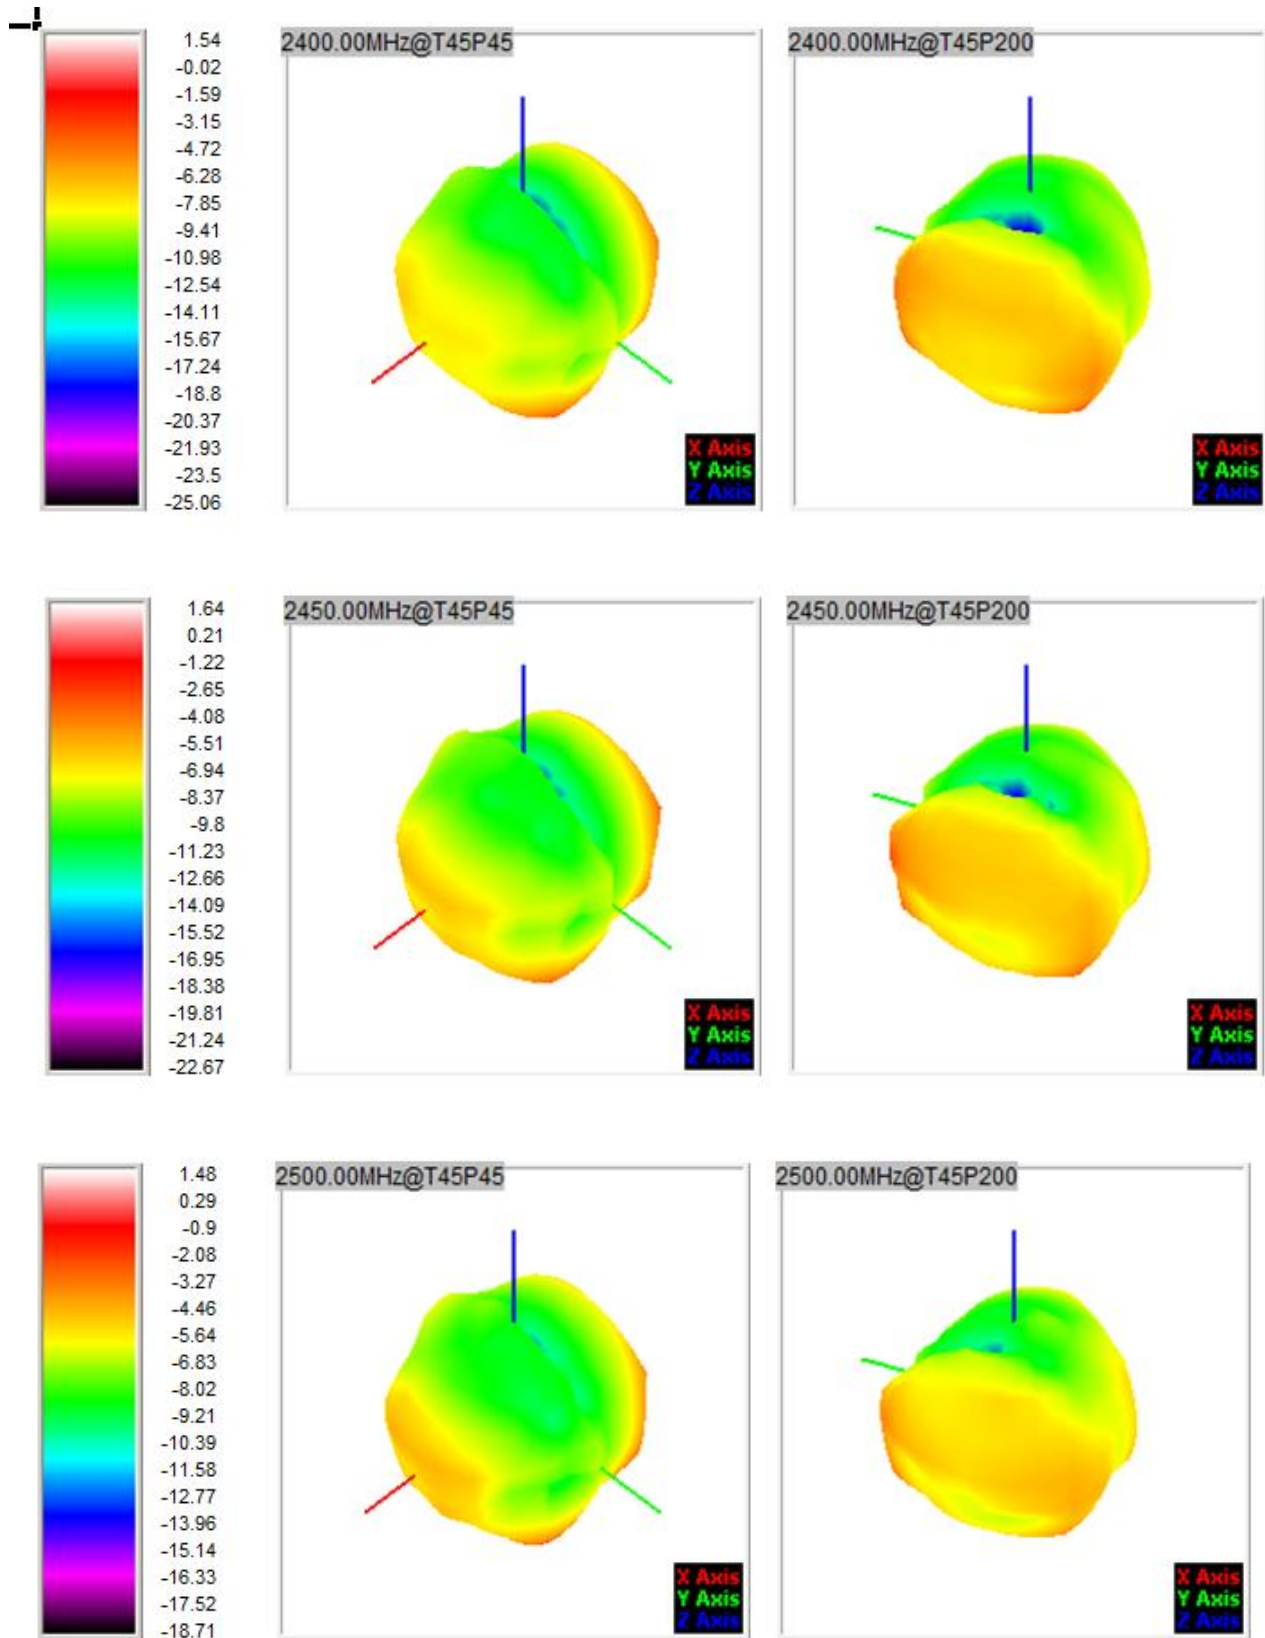 2400.00MHz@T45P45
2400.00MHz@T45P200
1.54
-0.02
-1.59
-3.15
-4.72
-6.28
-7.85
-9.41
-10.98
-12.54
-14.11
-15.67
-17.24
-18.8
-20.37
-21.93
-23.5
-25.06
X Axis
Y Axis
Z Axis
X Axis
Y Axis
Z Axis
2450.00MHz@T45P45
2450.00MHz@T45P200
1.64
0.21
-1.22
-2.65
-4.08
-5.51
-6.94
-8.37
-9.8
-11.23
-12.66
-14.09
-15.52
-16.95
-18.38
-19.81
-21.24
-22.67
X Axis
Y Axis
Z Axis
X Axis
Y Axis
Z Axis
2500.00MHz@T45P45
2500.00MHz@T45P200
1.48
0.29
-0.9
-2.08
-3.27
-4.46
-5.64
-6.83
-8.02
-9.21
-10.39
-11.58
-12.77
-13.96
-15.14
-16.33
-17.52
-18.71
X Axis
Y Axis
Z Axis
X Axis
Y Axis
Z Axis